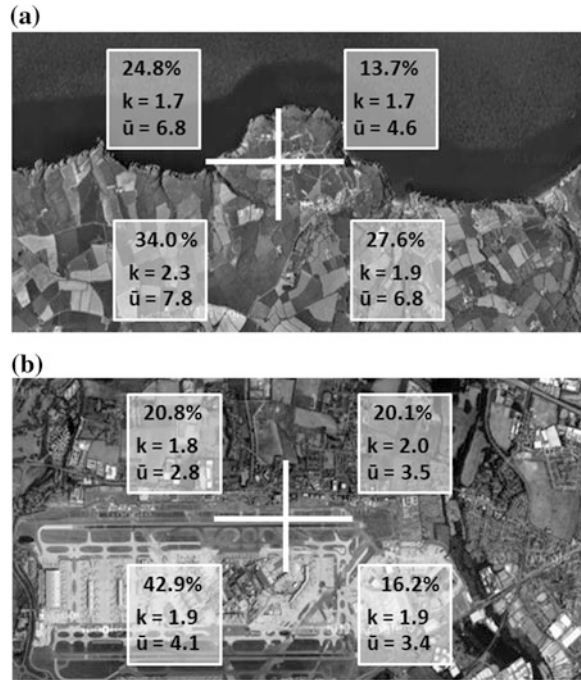 (a)
24.8%
k = 1.7
ū = 6.8
13.7%
k = 1.7
ū = 4.6
34.0 %
k = 2.3
ū = 7.8
27.6%
k = 1.9
ū = 6.8
(b)
20.8%
k = 1.8
ū = 2.8
20.1%
k = 2.0
ū = 3.5
42.9%
k = 1.9
ū = 4.1
16.2%
k = 1.9
ū = 3.4